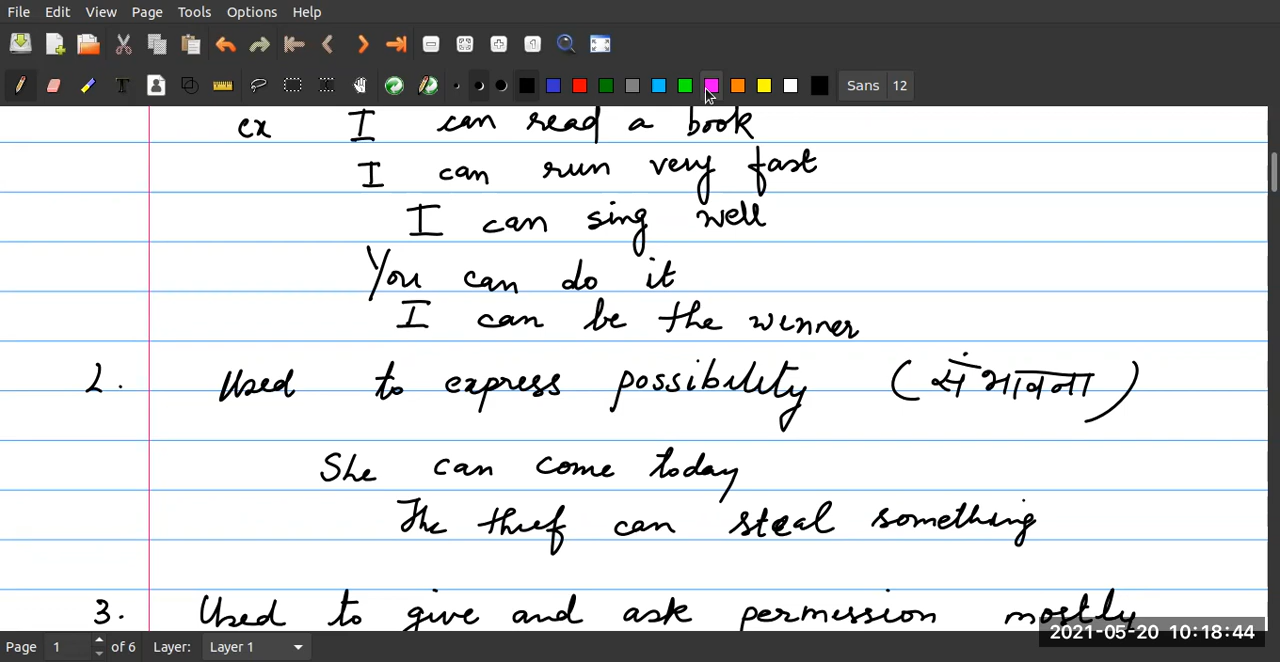 File Edit View Page Tools Options Help
Sans 12
ex I can read a book
I can run very fast
I can sing well
You can do it
I can be the winner
2. Used to express possibility (संभावना)
She can come today
The thief can steal something
3. Used to give and ask permission mostly
2021-05-20 10:18:44
Page 1 of 6 Layer: Layer 1